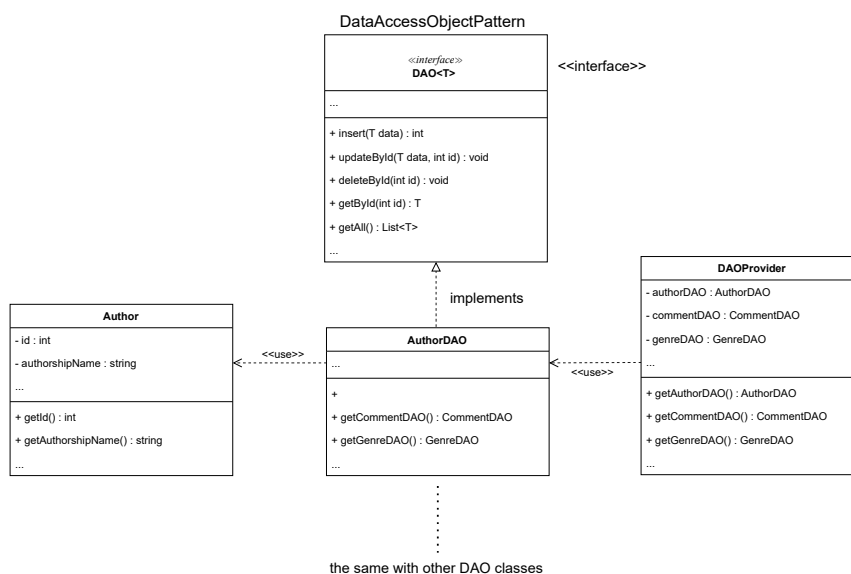 DataAccessObjectPattern
«interface»
DAO<T>
<<interface>>
...
+ insert(T data) : int
+ updateById(T data, int id) : void
+ deleteById(int id) : void
+ getById(int id) : T
+ getAll() : List<T>
...
implements
Author
- id : int
- authorshipName : string
...
+ getId() : int
+ getAuthorshipName() : string
...
<<use>>
AuthorDAO
...
+
+ getCommentDAO() : CommentDAO
+ getGenreDAO() : GenreDAO
...
<<use>>
DAOProvider
- authorDAO : AuthorDAO
- commentDAO : CommentDAO
- genreDAO : GenreDAO
...
+ getAuthorDAO() : AuthorDAO
+ getCommentDAO() : CommentDAO
+ getGenreDAO() : GenreDAO
...
the same with other DAO classes